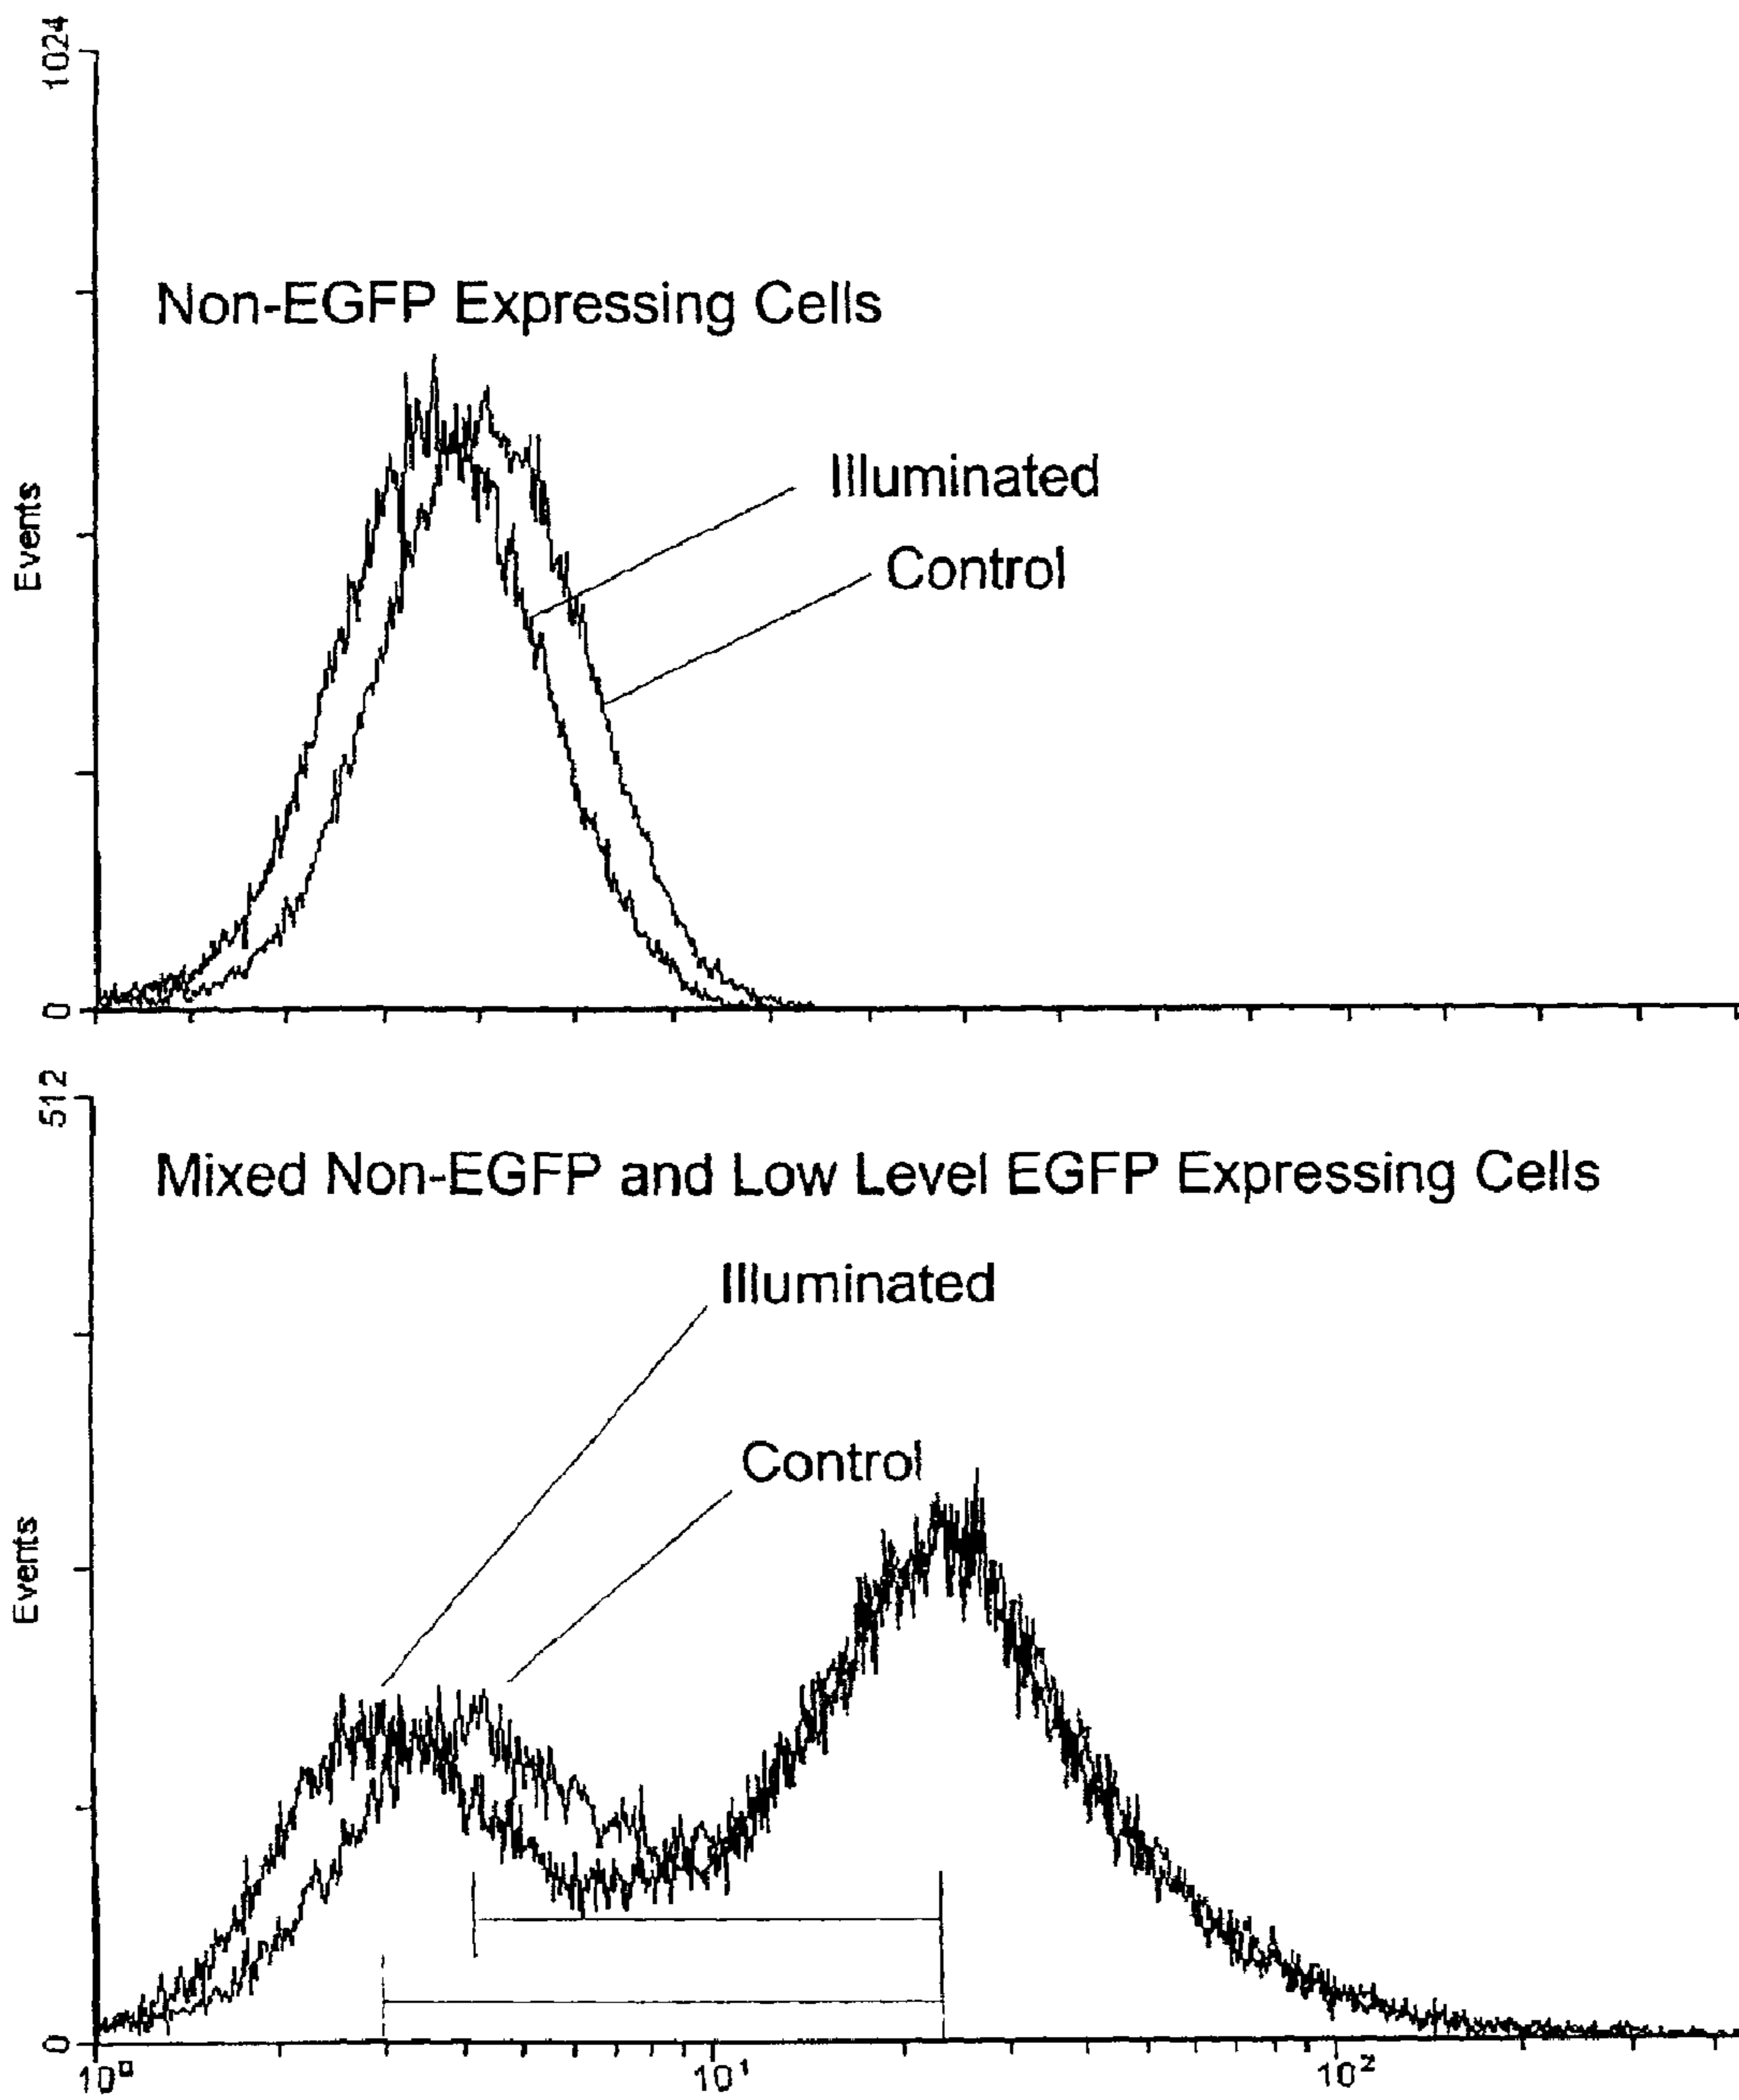 1024
Non-EGFP Expressing Cells
Illuminated
Control
Events
0
512
Mixed Non-EGFP and Low Level EGFP Expressing Cells
Illuminated
Control
Events
0
10⁰ 10¹ 10²